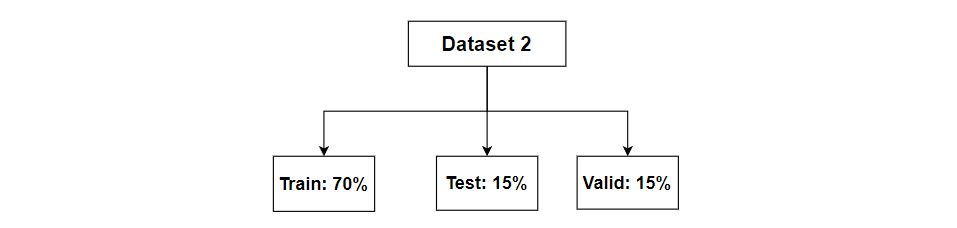 Dataset 2
Train: 70%
Test: 15%
Valid: 15%